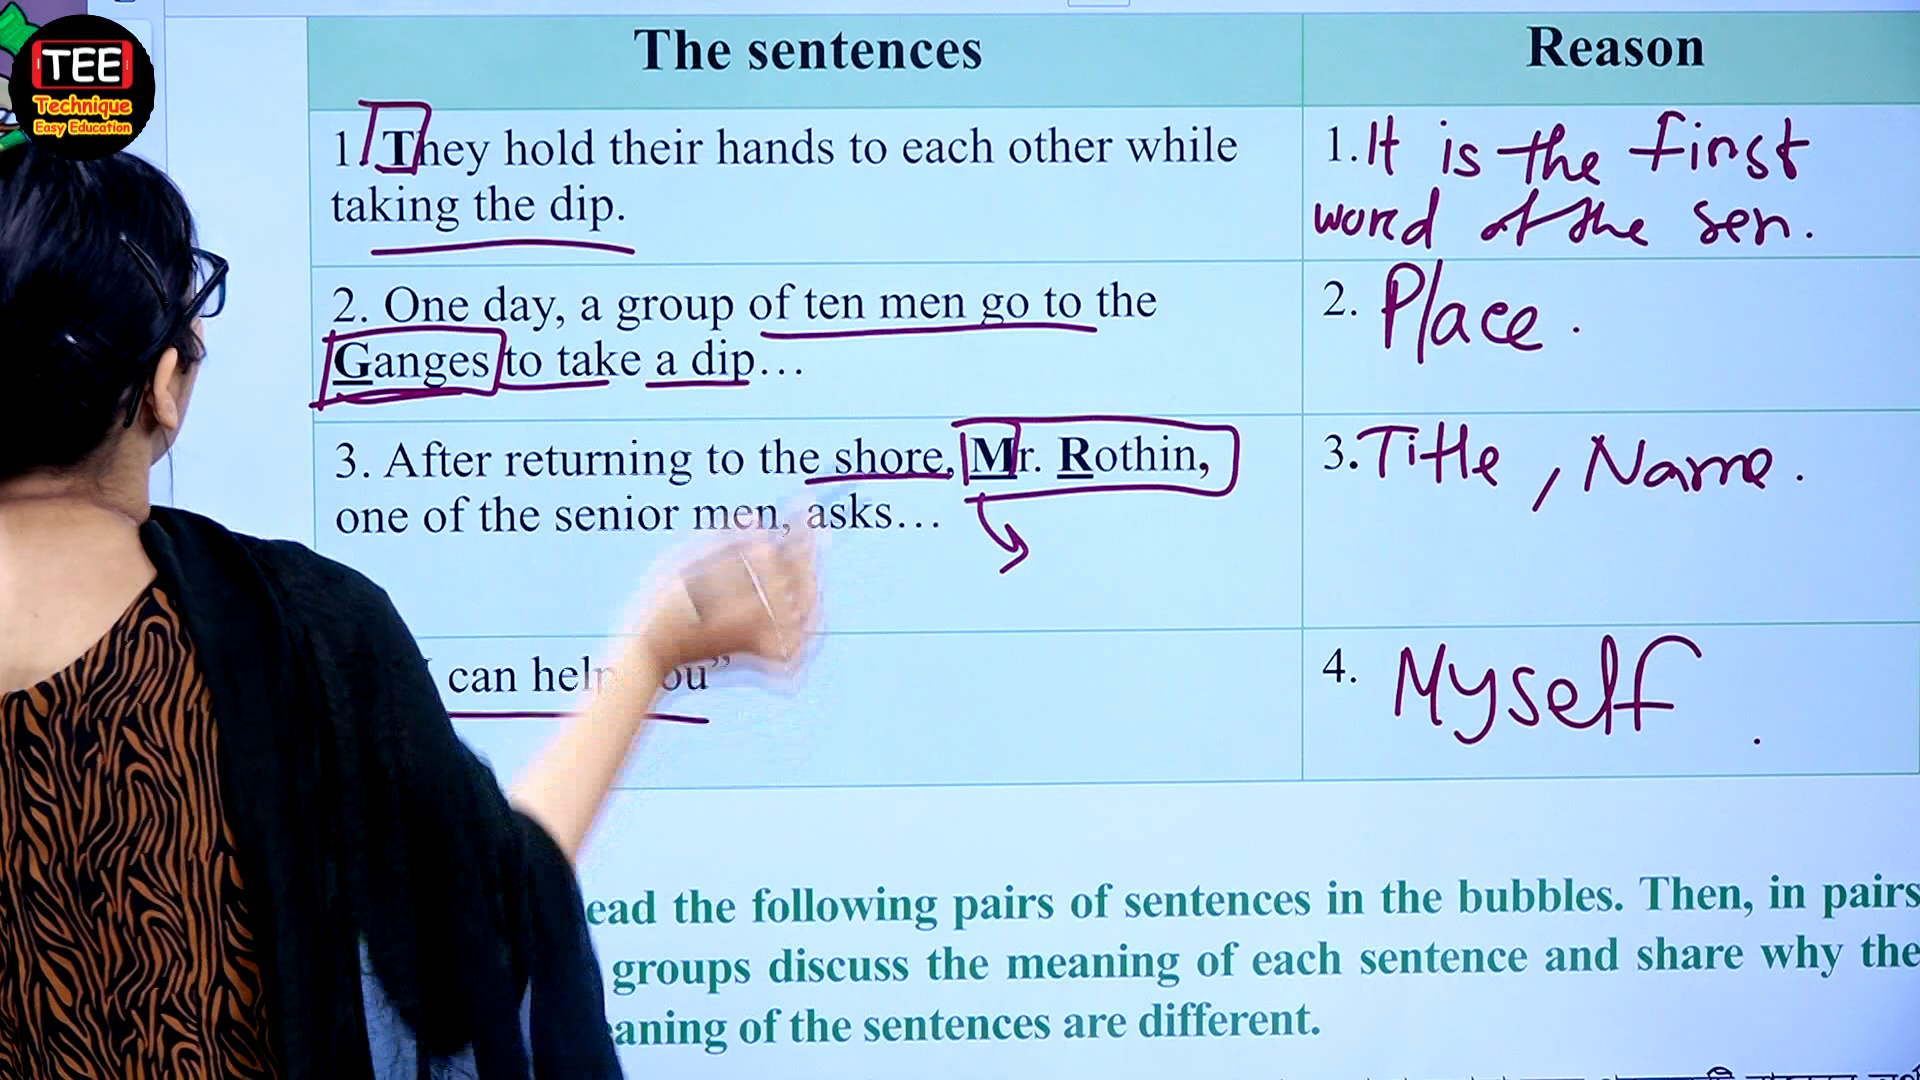 TEE
Technique
Easy Education
The sentences
Reason
1. They hold their hands to each other while
taking the dip.
1. It is the first
word of the sen.
2. One day, a group of ten men go to the
Ganges to take a dip...
2. Place.
3. After returning to the shore, Mr. Rothin,
one of the senior men, asks...
3. Title, Name.
can help you”
4. Myself.
ead the following pairs of sentences in the bubbles. Then, in pairs
groups discuss the meaning of each sentence and share why the
aning of the sentences are different.